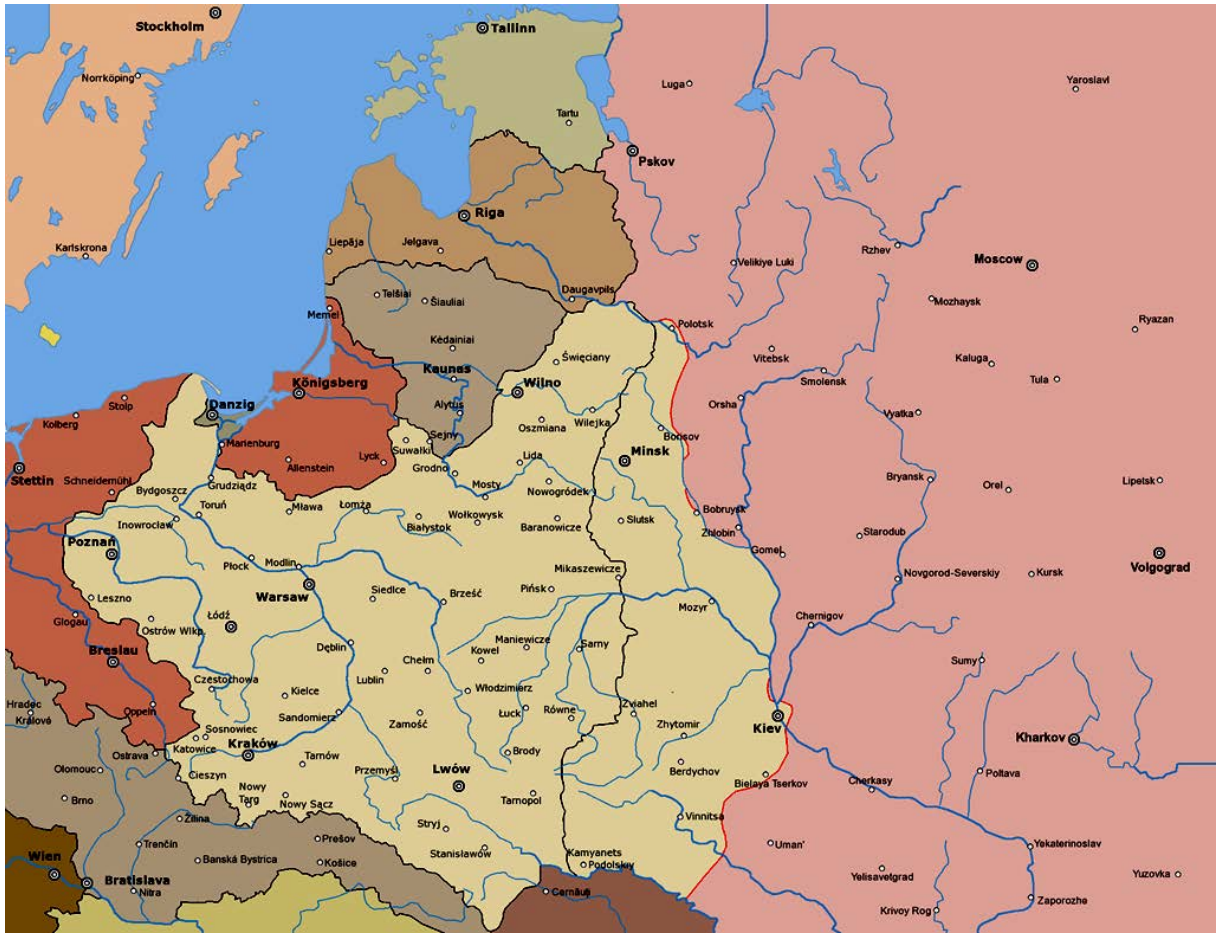 Stockholm
Tallinn
Norrköping
Luga
Yaroslavl
Tartu
Pskov
Riga
Karlskrona
Liepāja
Jelgava
Rzhev
Velikiye Luki
Moscow
Telšiai
Šiauliai
Daugavpils
Mozhaysk
Memel
Polotsk
Ryazan
Kėdainiai
Święciany
Vitebsk
Kaluga
Kaunas
Smolensk
Tula
Königsberg
Wilno
Stolp
Danzig
Alytus
Orsha
Kolberg
Oszmiana
Wilejka
Vyatka
Marienburg
Sejny
Borisov
Suwałki
Minsk
Stettin
Allenstein
Lyck
Grodno
Lida
Bryansk
Schneidemühl
Grudziądz
Mosty
Nowogródek
Orel
Lipetsk
Bydgoszcz
Toruń
Mława
Łomża
Bobruysk
Inowrocław
Białystok
Wołkowysk
Baranowicze
Slutsk
Zhlobin
Starodub
Poznań
Gomel
Volgograd
Płock
Modlin
Mikaszewicze
Novgorod-Severskiy
Kursk
Warsaw
Siedlce
Brześć
Pińsk
Leszno
Mozyr
Glogau
Ostrów Wlkp.
Łódź
Chernigov
Dęblin
Maniewicze
Sarny
Breslau
Kowel
Sumy
Chełm
Lublin
Częstochowa
Kielce
Włodzimierz
Hradec
Králové
Oppeln
Sandomierz
Zamość
Łuck
Równe
Zviahel
Kiev
Sosnowiec
Zhytomir
Katowice
Kraków
Kharkov
Ostrava
Brody
Tarnów
Olomouc
Cieszyn
Przemyśl
Lwów
Berdychov
Bielaya Tserkov
Poltava
Nowy
Targ
Nowy Sącz
Tarnopol
Cherkasy
Brno
Žilina
Stryj
Vinnitsa
Trenčín
Prešov
Uman'
Yekaterinoslav
Wien
Banská Bystrica
Košice
Stanisławów
Kamyanets
Podolskiy
Yelisavetgrad
Yuzovka
Bratislava
Nitra
Cernăuți
Krivoy Rog
Zaporozhe